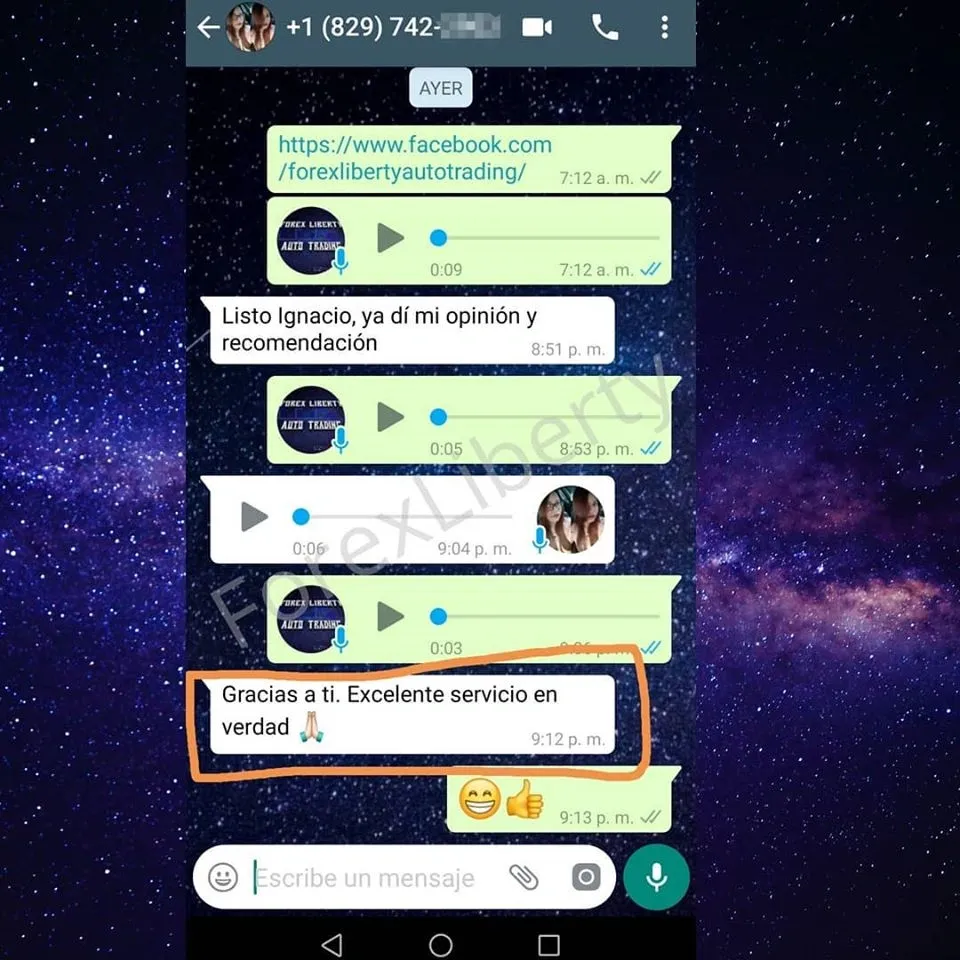 +1 (829) 742-
AYER
https://www.facebook.com
/forexlibertyautotrading/
7:12 a. m.
FOREX LIBERTY
AUTO TRADING
0:09
7:12 a. m.
Listo Ignacio, ya dí mi opinión y
recomendación
8:51 p. m.
FOREX LIBERTY
AUTO TRADING
0:05
8:53 p. m.
0:06
9:04 p. m.
FOREX LIBERTY
AUTO TRADING
0:03
p. m.
Gracias a ti. Excelente servicio en
verdad 🙏🏻
9:12 p. m.
😁👍
9:13 p. m.
Escribe un mensaje
ForexLiberty